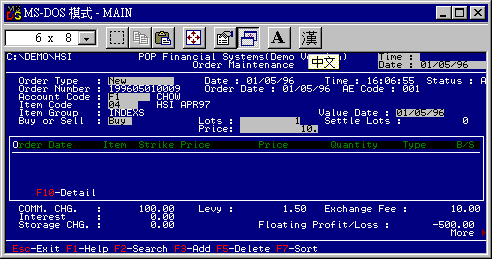 MS-DOS 模式 - MAIN
6 x 8 A 漢
C:\DEMO\HSI POP Financial Systems(Demo V Time :
Order Maintenance 中文 Date : 01/05/96
Order Type : New Date : 01/05/96 Time : 16:06:55 Status : A
Order Number : 199605010009 Order Date : 01/05/96 AE Code : 001
Account Code : F1 CHOW
Item Code : 04 HSI APR97
Item Group : INDEXS Value Date : 01/05/96
Buy or Sell : Buy Lots : 1 Settle Lots : 0
Price: 10.
Order Date Item Strike Price Price Quantity Type B/S
F10-Detail
COMM. CHG. : 100.00 Levy : 1.50 Exchange Fee : 10.00
Interest : 0.00
Storage CHG. : 0.00 Floating Profit/Loss : -500.00
More
Esc-Exit F1-Help F2-Search F3-Add F5-Delete F7-Sort